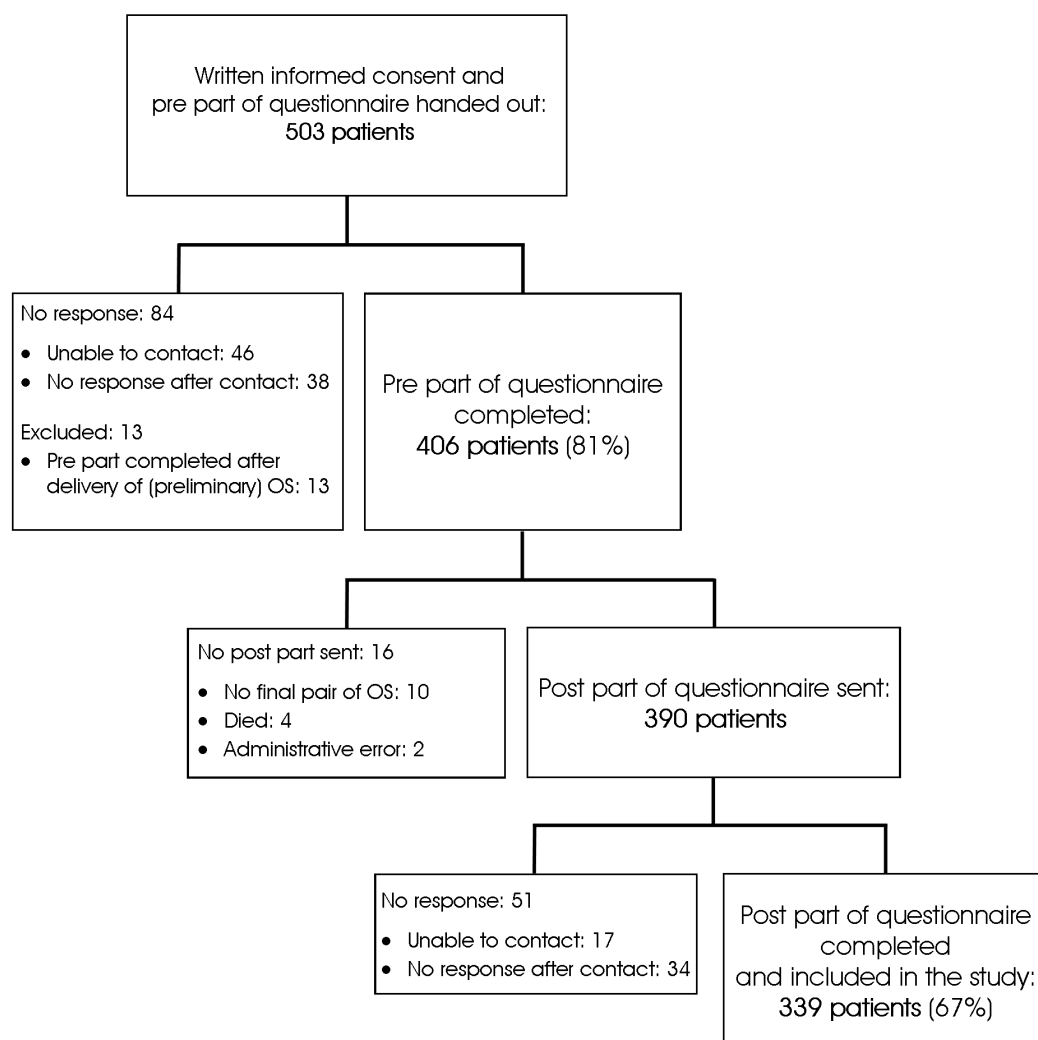 Written informed consent and
pre part of questionnaire handed out:
503 patients
No response: 84
• Unable to contact: 46
• No response after contact: 38
Excluded: 13
• Pre part completed after
delivery of (preliminary) OS: 13
Pre part of questionnaire
completed:
406 patients (81%)
No post part sent: 16
• No final pair of OS: 10
• Died: 4
• Administrative error: 2
Post part of questionnaire sent:
390 patients
No response: 51
• Unable to contact: 17
• No response after contact: 34
Post part of questionnaire
completed
and included in the study:
339 patients (67%)